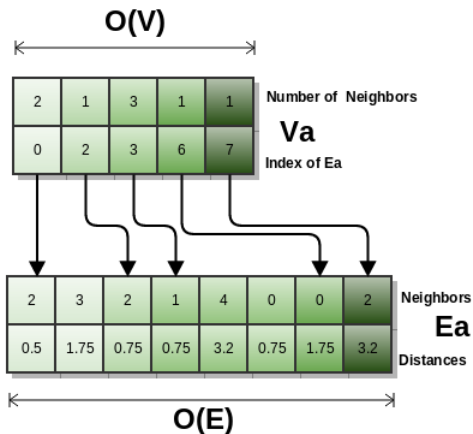 O(V)
2 1 3 1 1 Number of Neighbors
Va
0 2 3 6 7 Index of Ea
2 3 2 1 4 0 0 2 Neighbors
Ea
0.5 1.75 0.75 0.75 3.2 0.75 1.75 3.2 Distances
O(E)